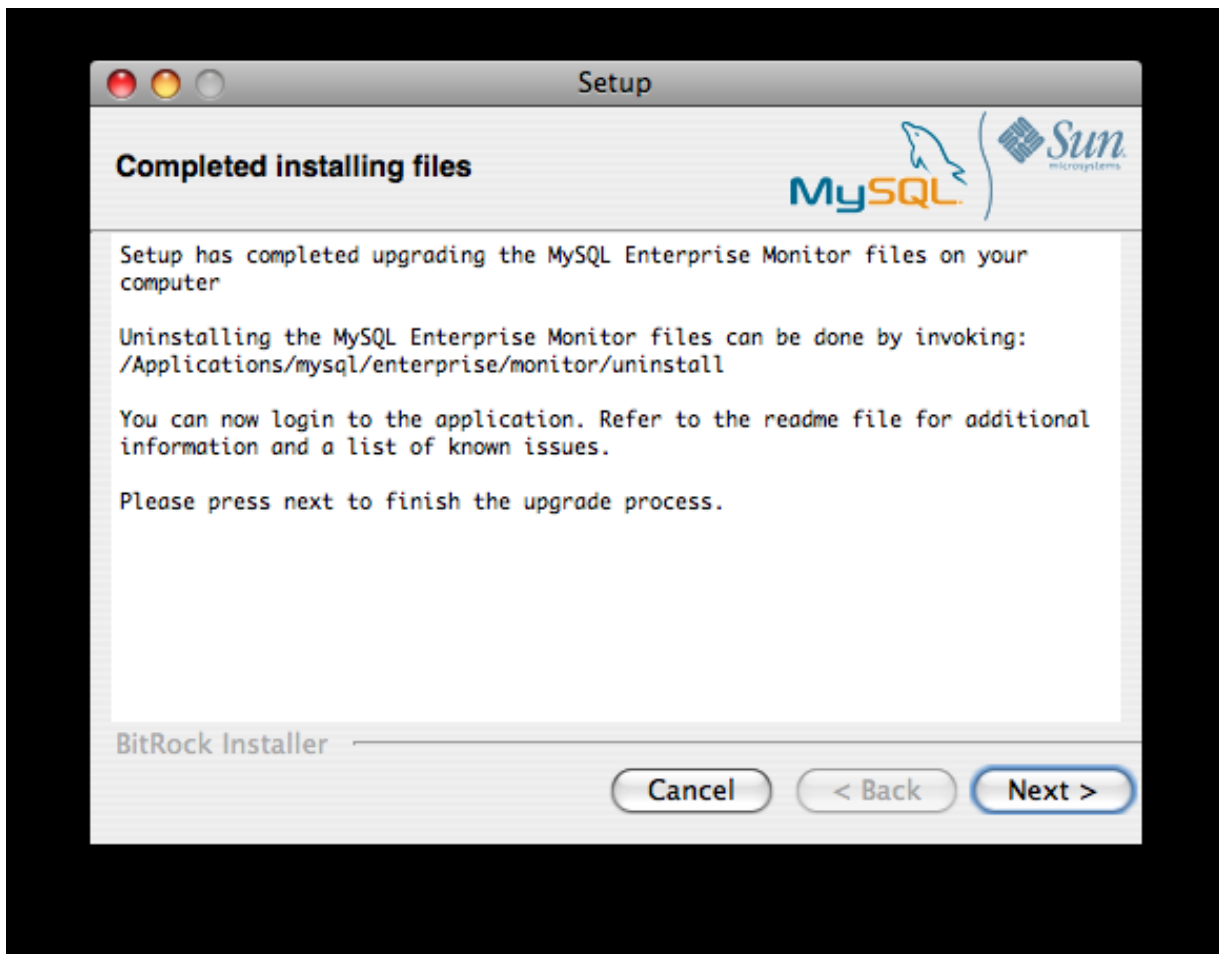 Setup
Completed installing files
MySQL.
Sun
microsystems
Setup has completed upgrading the MySQL Enterprise Monitor files on your
computer
Uninstalling the MySQL Enterprise Monitor files can be done by invoking:
/Applications/mysql/enterprise/monitor/uninstall
You can now login to the application. Refer to the readme file for additional
information and a list of known issues.
Please press next to finish the upgrade process.
BitRock Installer
Cancel
< Back
Next >